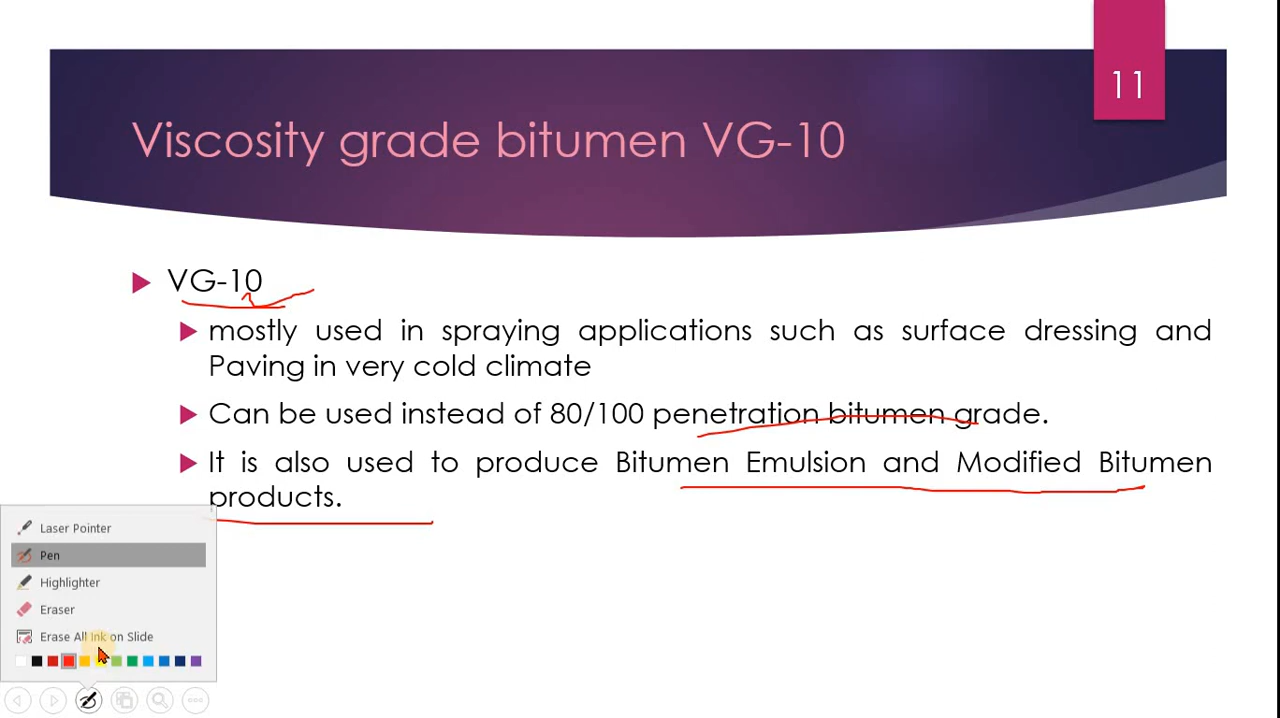 11
Viscosity grade bitumen VG-10
VG-10
mostly used in spraying applications such as surface dressing and
Paving in very cold climate
Can be used instead of 80/100 penetration bitumen grade.
It is also used to produce Bitumen Emulsion and Modified Bitumen
products.
Laser Pointer
Pen
Highlighter
Eraser
Erase All Ink on Slide